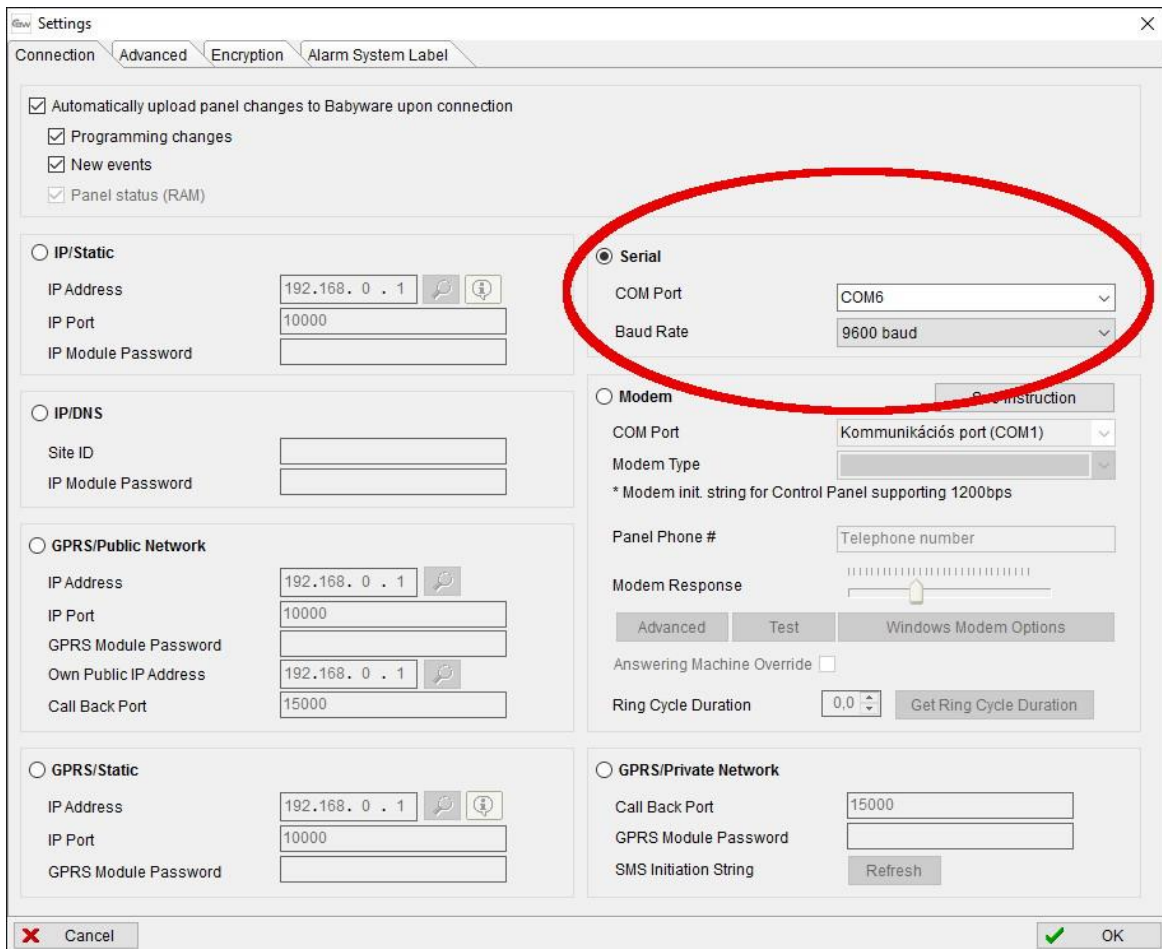 Settings
Connection Advanced Encryption Alarm System Label
Automatically upload panel changes to Babyware upon connection
Programming changes
New events
Panel status (RAM)
IP/Static
IP Address 192.168. 0 . 1
IP Port 10000
IP Module Password
IP/DNS
Site ID
IP Module Password
GPRS/Public Network
IP Address 192.168. 0 . 1
IP Port 10000
GPRS Module Password
Own Public IP Address 192.168. 0 . 1
Call Back Port 15000
GPRS/Static
IP Address 192.168. 0 . 1
IP Port 10000
GPRS Module Password
Serial
COM Port COM6
Baud Rate 9600 baud
Modem Instruction
COM Port Kommunikációs port (COM1)
Modem Type
* Modem init. string for Control Panel supporting 1200bps
Panel Phone # Telephone number
Modem Response
Advanced Test Windows Modem Options
Answering Machine Override
Ring Cycle Duration 0,0 Get Ring Cycle Duration
GPRS/Private Network
Call Back Port 15000
GPRS Module Password
SMS Initiation String Refresh
Cancel OK